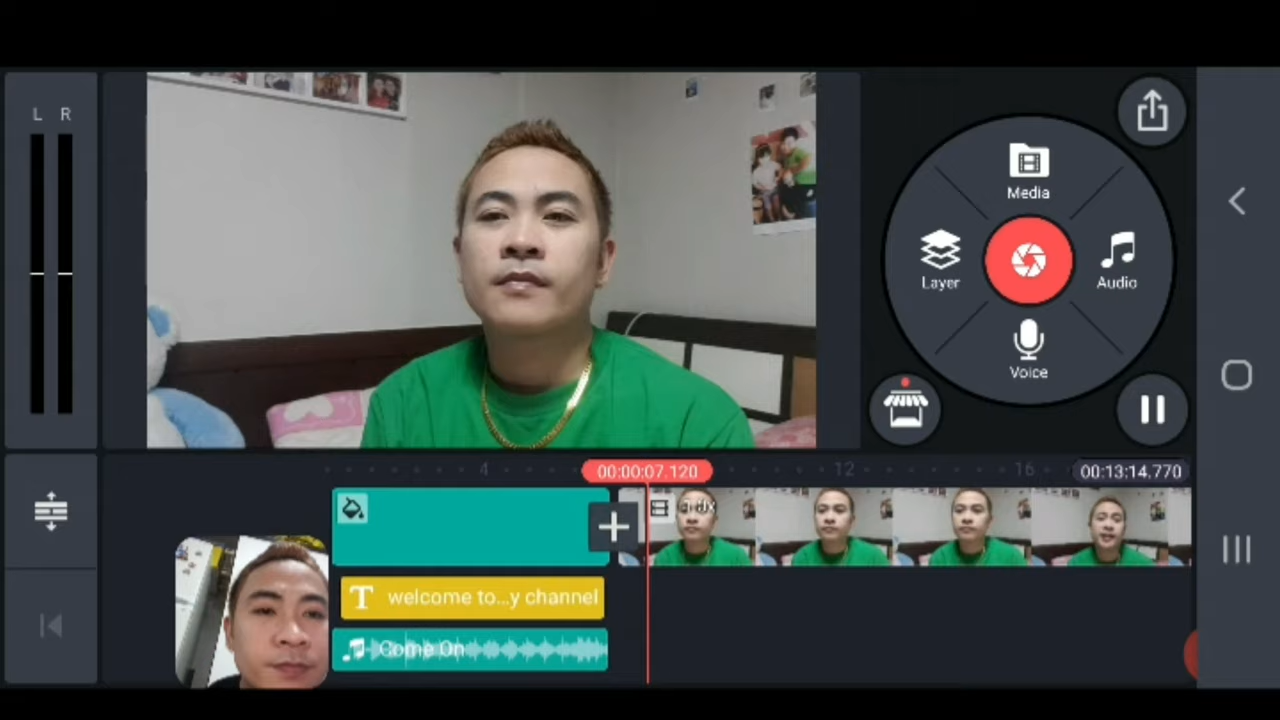 L R
Media
Layer
Audio
Voice
4
00:00:07.120
12
16
00:13:14.770
welcome to...y channel
Come On